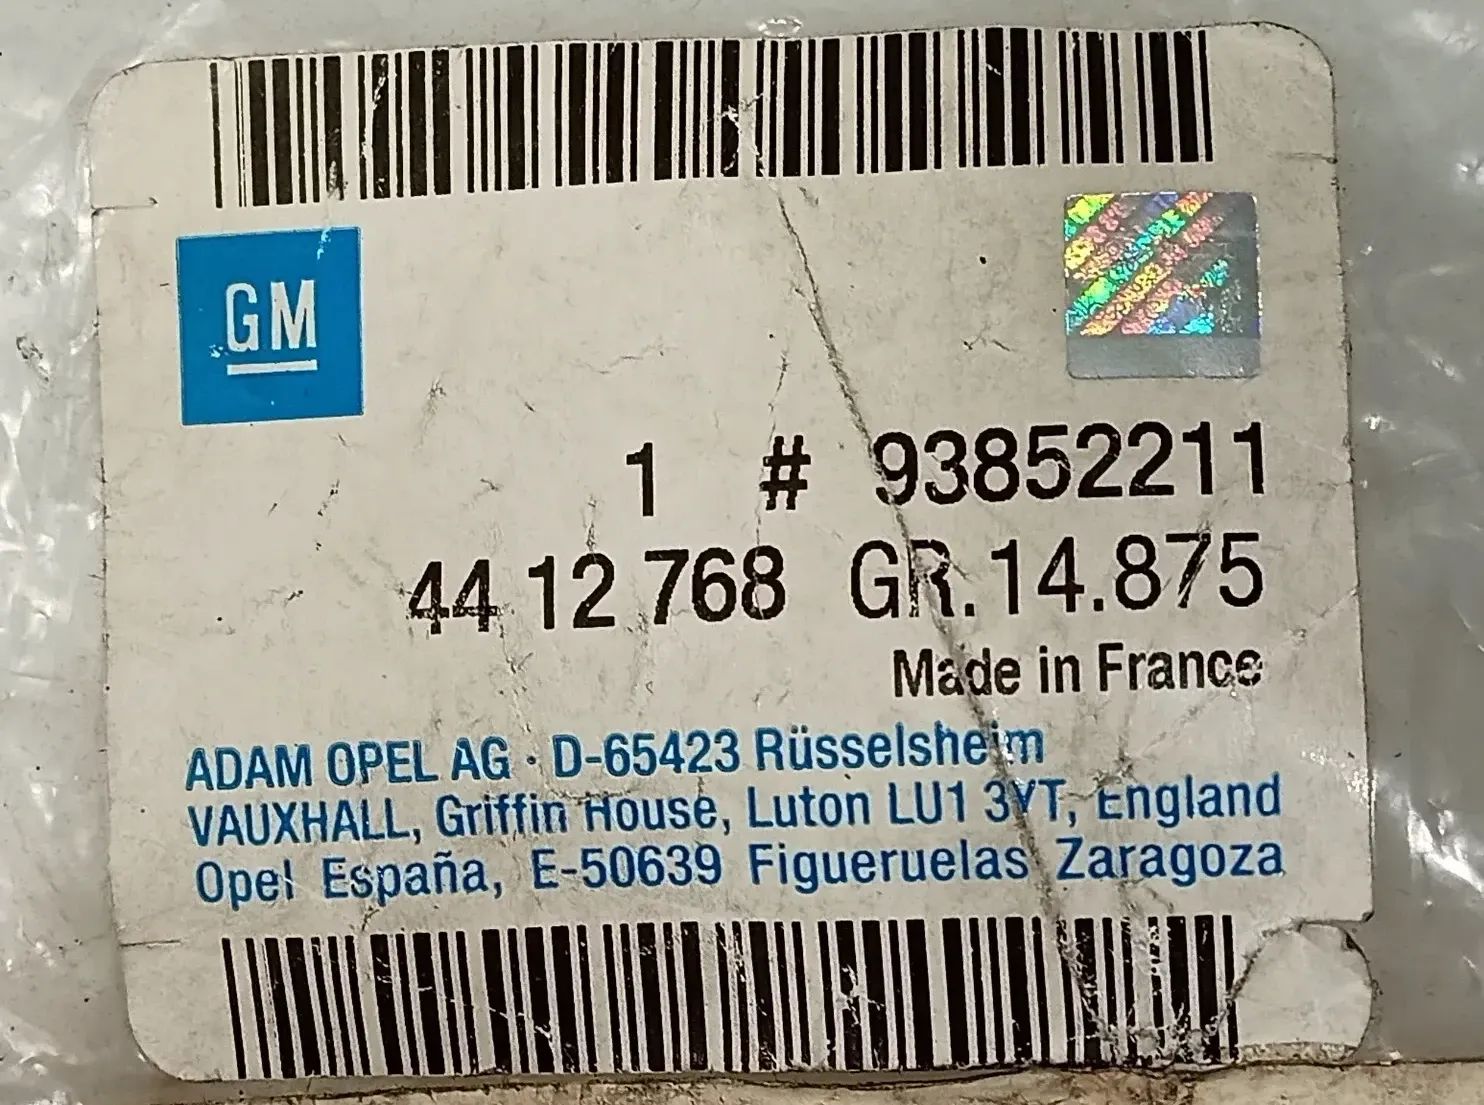 GM
1 # 93852211
44 12 768 GR.14.875
Made in France
ADAM OPEL AG · D-65423 Rüsselsheim
VAUXHALL, Griffin House, Luton LU1 3YT, England
Opel España, E-50639 Figueruelas Zaragoza